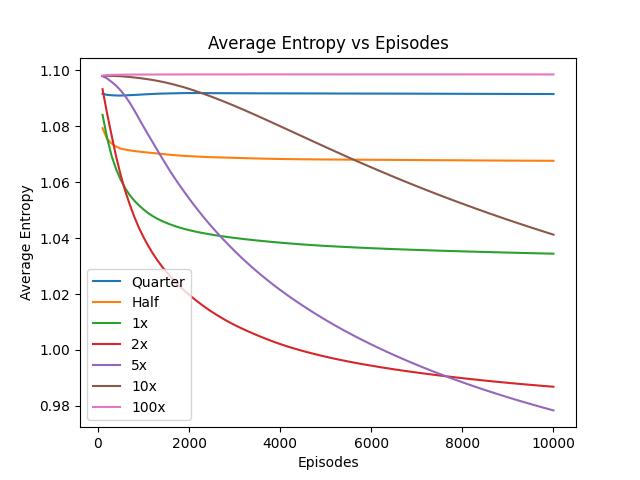 Average Entropy vs Episodes
Average Entropy
1.10
1.08
1.06
1.04
1.02
1.00
0.98
Quarter
Half
1x
2x
5x
10x
100x
0 2000 4000 6000 8000 10000
Episodes